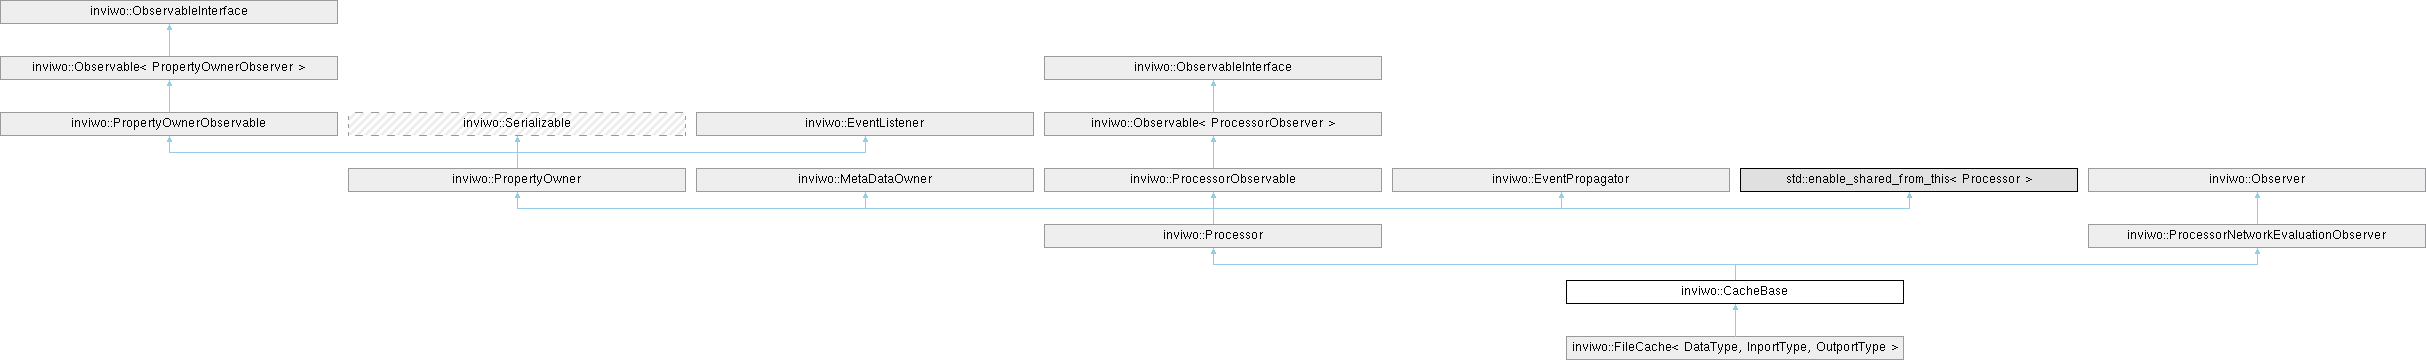 inviwo::ObservableInterface
inviwo::Observable< PropertyOwnerObserver >
inviwo::ObservableInterface
inviwo::PropertyOwnerObservable
inviwo::Serializable
inviwo::EventListener
inviwo::Observable< ProcessorObserver >
inviwo::PropertyOwner
inviwo::MetaDataOwner
inviwo::ProcessorObservable
inviwo::EventPropagator
std::enable_shared_from_this< Processor >
inviwo::Observer
inviwo::Processor
inviwo::ProcessorNetworkEvaluationObserver
inviwo::CacheBase
inviwo::FileCache< DataType, InportType, OutportType >